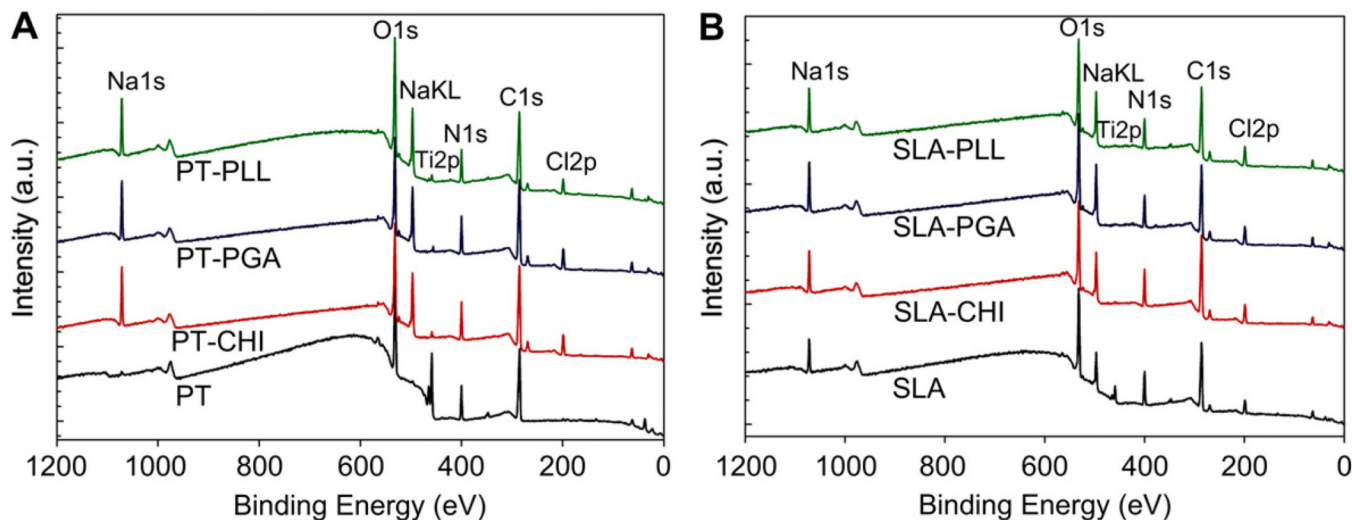 A
O1s
Na1s
NaKL
C1s
N1s
Ti2p
Cl2p
PT-PLL
PT-PGA
PT-CHI
PT
Intensity (a.u.)
1200 1000 800 600 400 200 0
Binding Energy (eV)
B
O1s
Na1s
NaKL
C1s
N1s
Ti2p
Cl2p
SLA-PLL
SLA-PGA
SLA-CHI
SLA
Intensity (a.u.)
1200 1000 800 600 400 200 0
Binding Energy (eV)